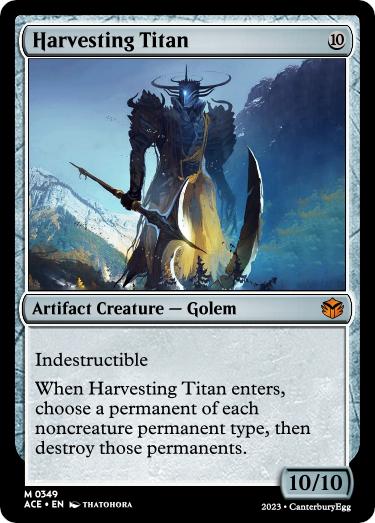 Harvesting Titan 10
Artifact Creature — Golem
Indestructible
When Harvesting Titan enters,
choose a permanent of each
noncreature permanent type, then
destroy those permanents.
10/10
M 0349
ACE • EN THATOHORA
2023 • CanterburyEgg